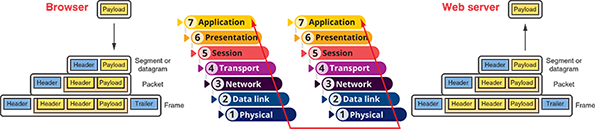 Browser
Payload
Header Payload Segment or datagram
Header Header Payload Packet
Header Header Header Payload Trailer Frame
7 Application
6 Presentation
5 Session
4 Transport
3 Network
2 Data link
1 Physical
7 Application
6 Presentation
5 Session
4 Transport
3 Network
2 Data link
1 Physical
Web server
Payload
Header Payload Segment or datagram
Header Header Payload Packet
Header Header Header Payload Trailer Frame